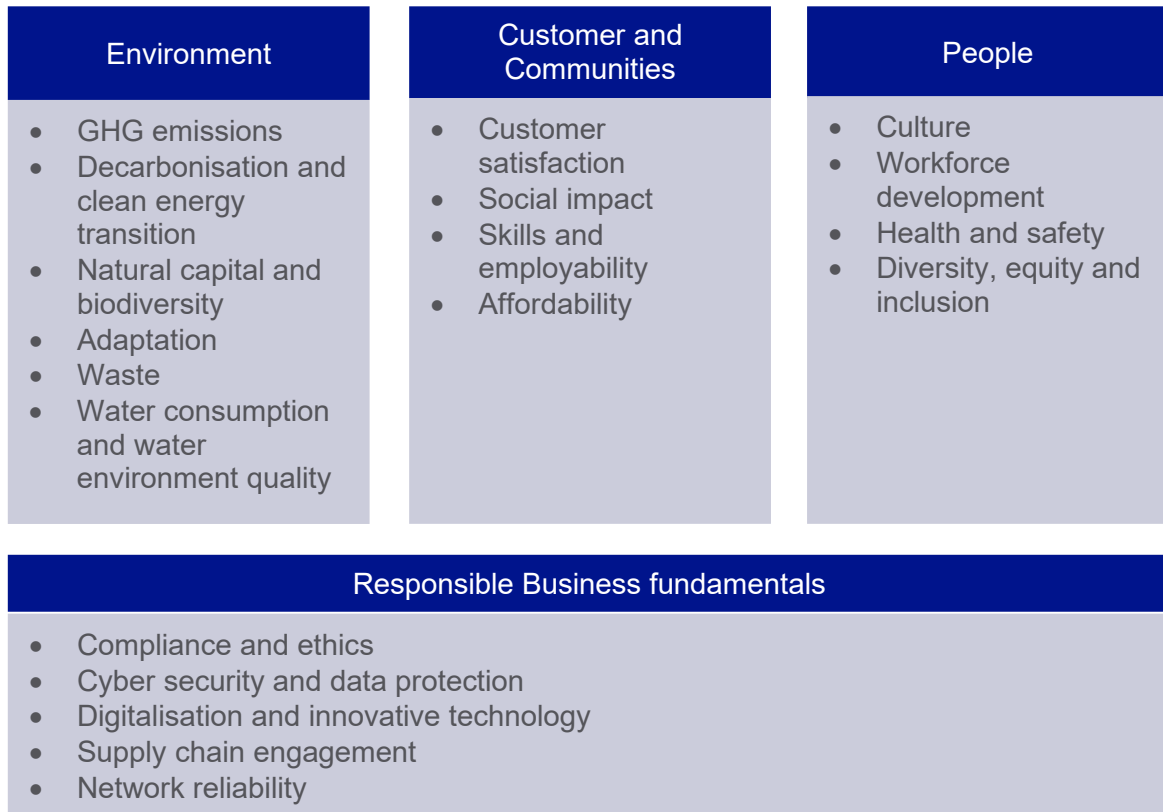 Environment
• GHG emissions
• Decarbonisation and
clean energy
transition
• Natural capital and
biodiversity
• Adaptation
• Waste
• Water consumption
and water
environment quality
Customer and
Communities
• Customer
satisfaction
• Social impact
• Skills and
employability
• Affordability
People
• Culture
• Workforce
development
• Health and safety
• Diversity, equity and
inclusion
Responsible Business fundamentals
• Compliance and ethics
• Cyber security and data protection
• Digitalisation and innovative technology
• Supply chain engagement
• Network reliability